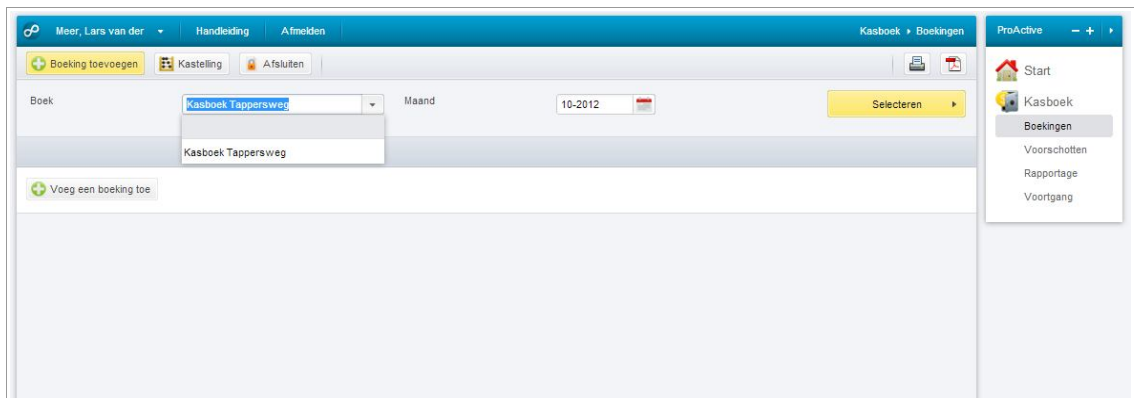 Meer, Lars van der Handleiding Afmelden Kasboek Boekingen
Boeking toevoegen Kastelling Afsluiten
Boek Kasboek Tappersweg Maand 10-2012 Selecteren
Kasboek Tappersweg
Voeg een boeking toe
ProActive
Start
Kasboek
Boekingen
Voorschotten
Rapportage
Voortgang